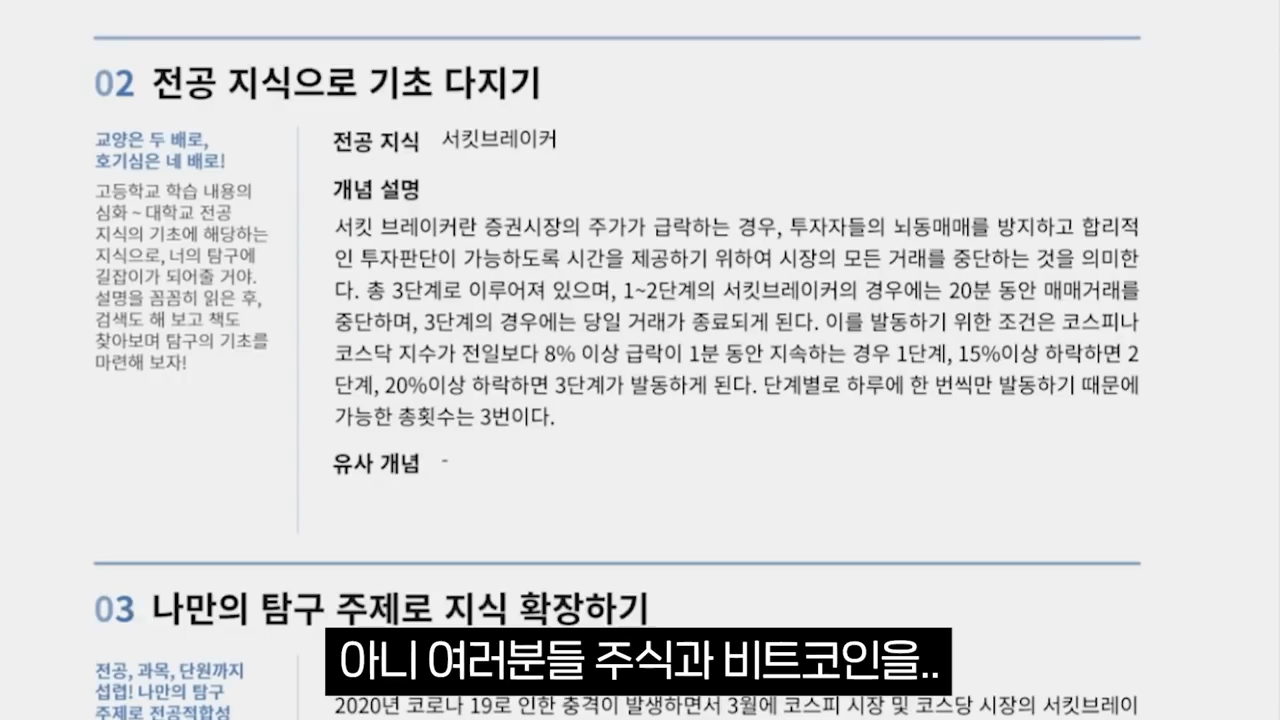 02 전공 지식으로 기초 다지기
교양은 두 배로,
호기심은 네 배로!
고등학교 학습 내용의
심화 ~ 대학교 전공
지식의 기초에 해당하는
지식으로, 너의 탐구에
길잡이가 되어줄 거야.
설명을 꼼꼼히 읽은 후,
검색도 해 보고 책도
찾아보며 탐구의 기초를
마련해 보자!
전공 지식 서킷브레이커
개념 설명
서킷 브레이커란 증권시장의 주가가 급락하는 경우, 투자자들의 뇌동매매를 방지하고 합리적
인 투자판단이 가능하도록 시간을 제공하기 위하여 시장의 모든 거래를 중단하는 것을 의미한
다. 총 3단계로 이루어져 있으며, 1~2단계의 서킷브레이커의 경우에는 20분 동안 매매거래를
중단하며, 3단계의 경우에는 당일 거래가 종료되게 된다. 이를 발동하기 위한 조건은 코스피나
코스닥 지수가 전일보다 8% 이상 급락이 1분 동안 지속하는 경우 1단계, 15%이상 하락하면 2
단계, 20%이상 하락하면 3단계가 발동하게 된다. 단계별로 하루에 한 번씩만 발동하기 때문에
가능한 총횟수는 3번이다.
유사 개념 -
03 나만의 탐구 주제로 지식 확장하기
전공, 과목, 단원까지
섭렵! 나만의 탐구
주제로 전공적합성
아니 여러분들 주식과 비트코인을..
2020년 코로나 19로 인한 충격이 발생하면서 3월에 코스피 시장 및 코스당 시장의 서킷브레이